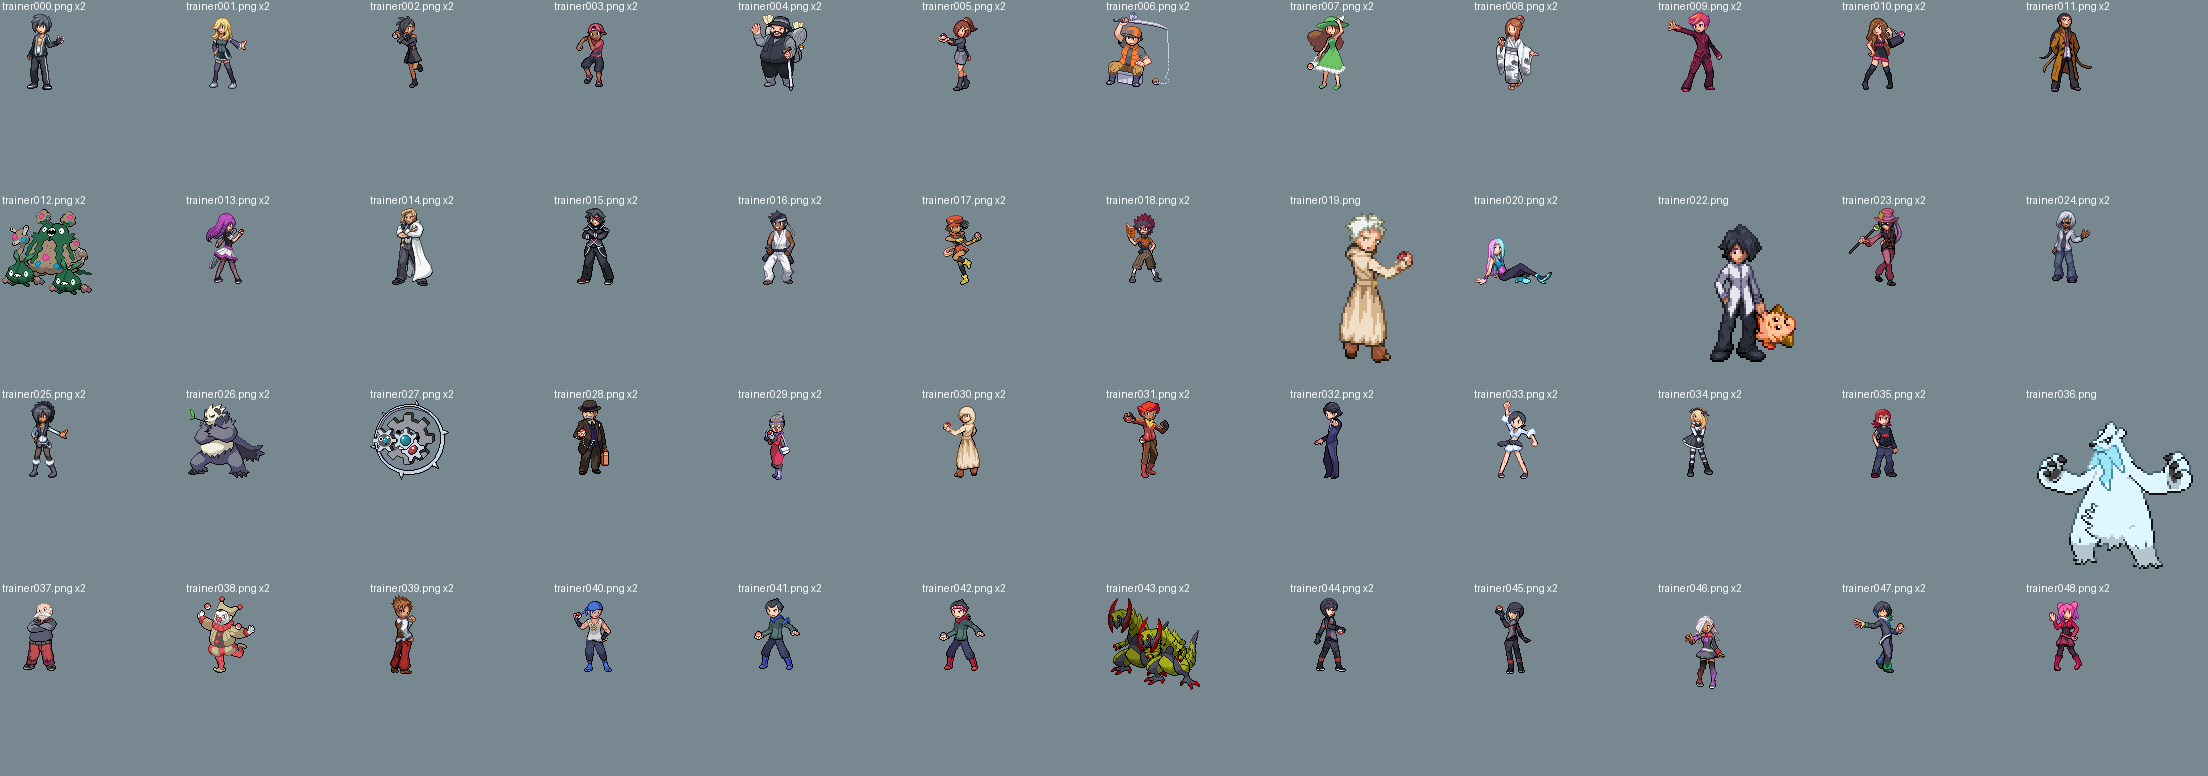 trainer000.png x2 trainer001.png x2 trainer002.png x2 trainer003.png x2 trainer004.png x2 trainer005.png x2 trainer006.png x2 trainer007.png x2 trainer008.png x2 trainer009.png x2 trainer010.png x2 trainer011.png x2
trainer012.png x2 trainer013.png x2 trainer014.png x2 trainer015.png x2 trainer016.png x2 trainer017.png x2 trainer018.png x2 trainer019.png trainer020.png x2 trainer022.png trainer023.png x2 trainer024.png x2
trainer025.png x2 trainer026.png x2 trainer027.png x2 trainer028.png x2 trainer029.png x2 trainer030.png x2 trainer031.png x2 trainer032.png x2 trainer033.png x2 trainer034.png x2 trainer035.png x2 trainer036.png
trainer037.png x2 trainer038.png x2 trainer039.png x2 trainer040.png x2 trainer041.png x2 trainer042.png x2 trainer043.png x2 trainer044.png x2 trainer045.png x2 trainer046.png x2 trainer047.png x2 trainer048.png x2